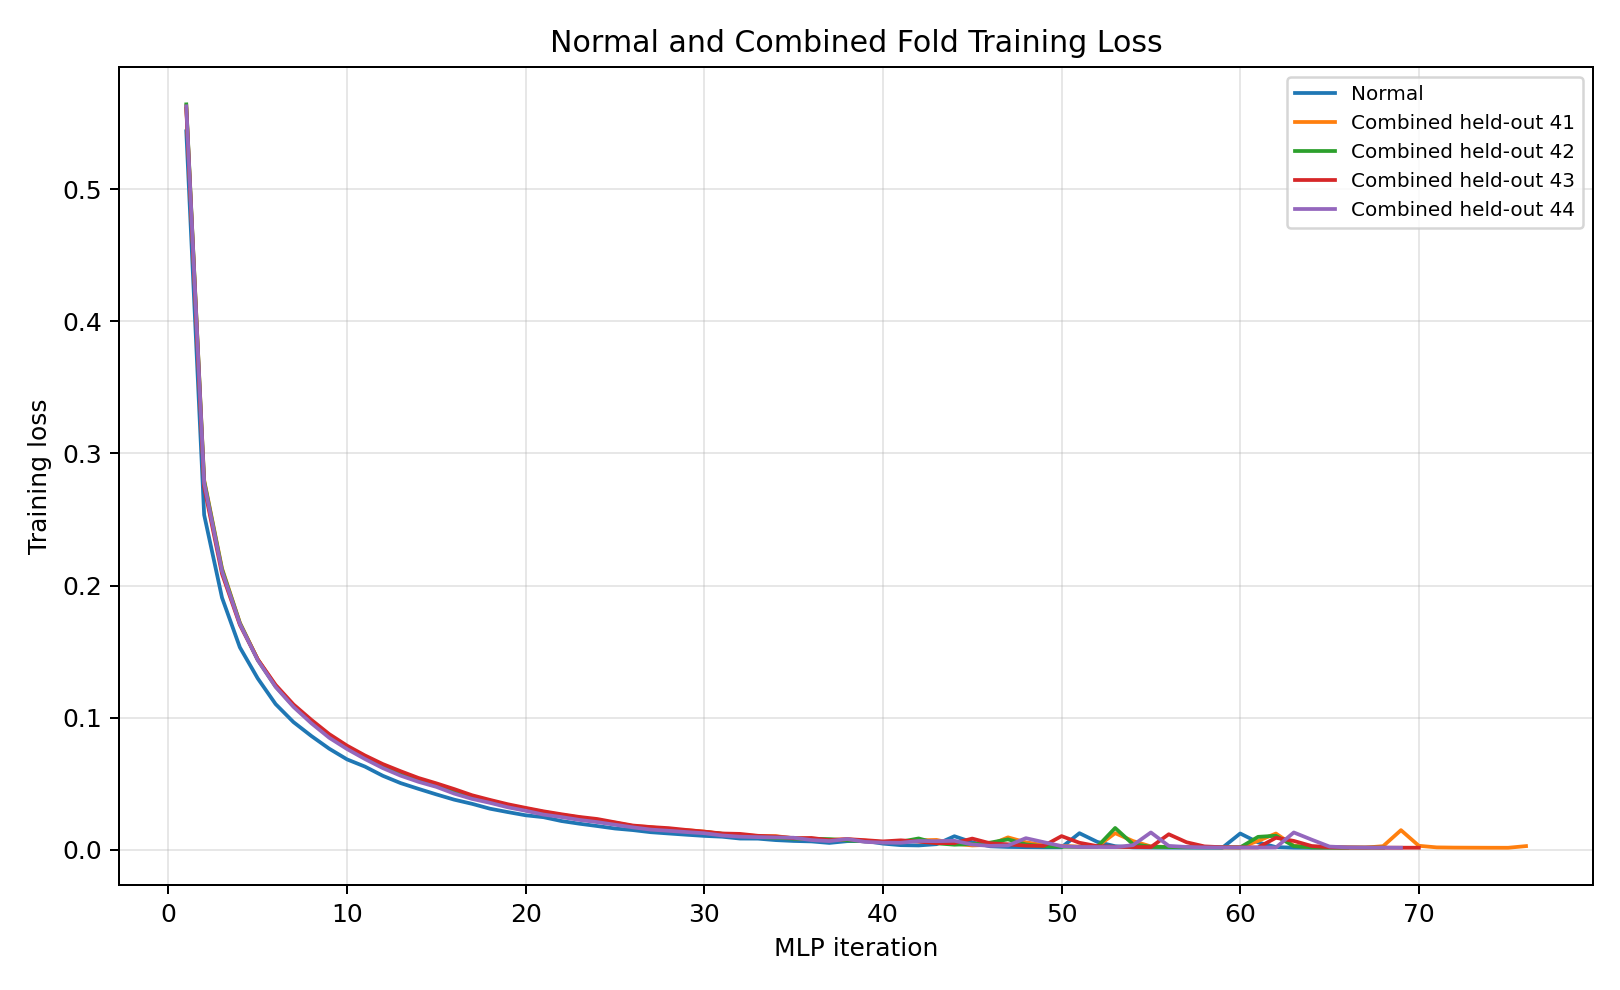 Normal and Combined Fold Training Loss
Normal
Combined held-out 41
Combined held-out 42
Combined held-out 43
Combined held-out 44
Training loss
0.5
0.4
0.3
0.2
0.1
0.0
0 10 20 30 40 50 60 70
MLP iteration